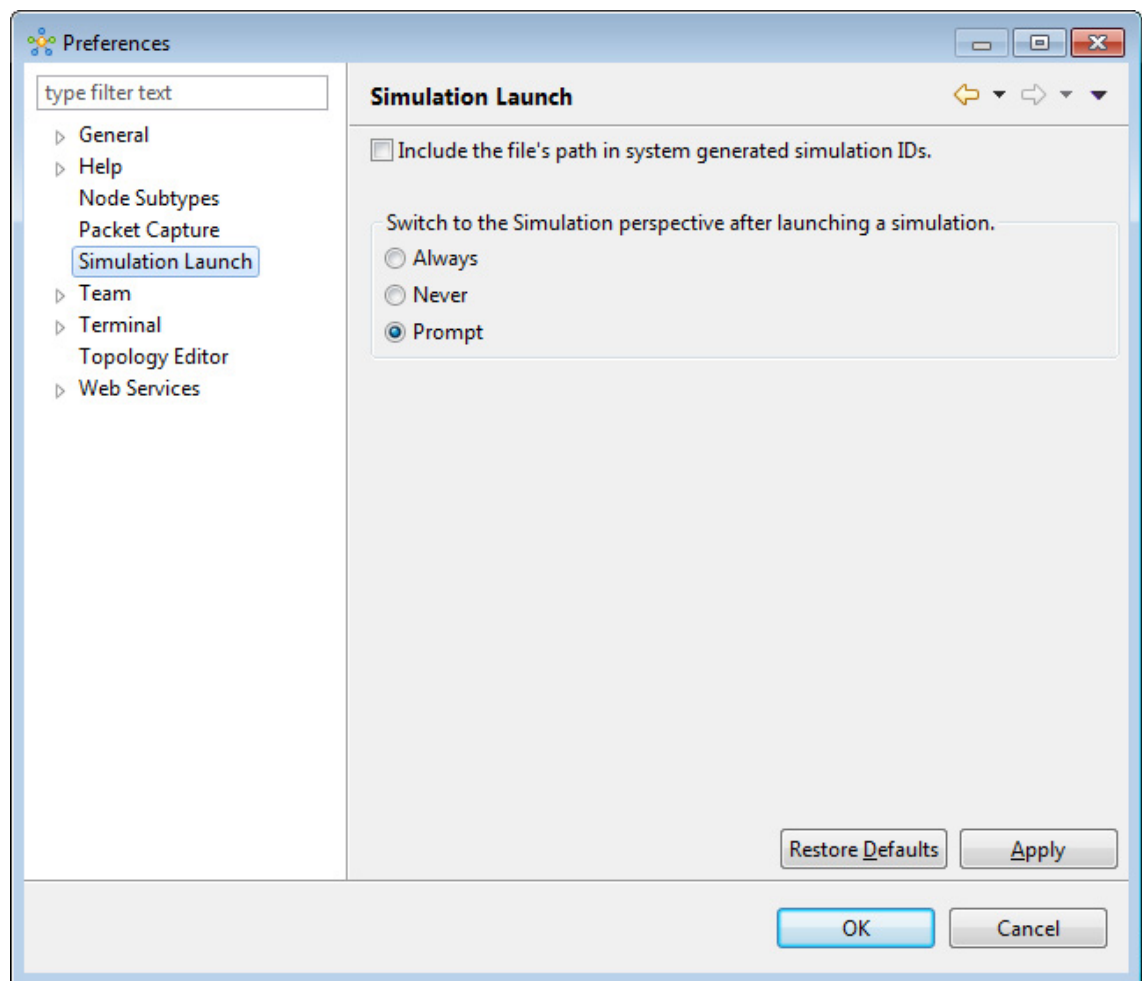 Preferences
type filter text
General
Help
Node Subtypes
Packet Capture
Simulation Launch
Team
Terminal
Topology Editor
Web Services
Simulation Launch
Include the file's path in system generated simulation IDs.
Switch to the Simulation perspective after launching a simulation.
Always
Never
Prompt
Restore Defaults Apply
OK Cancel